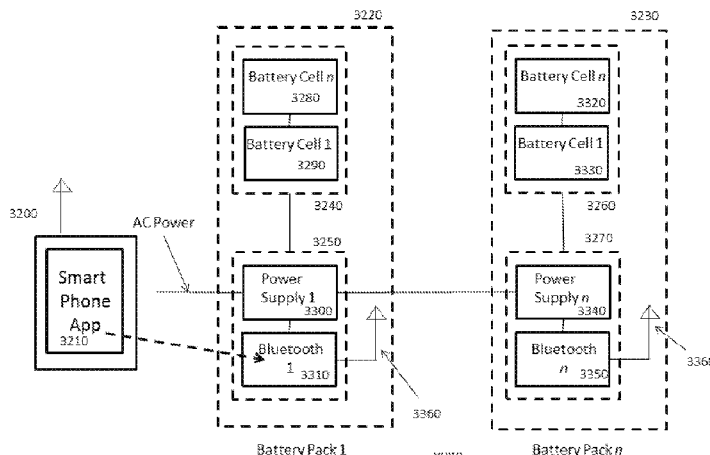 3220
3230
Battery Cell n
3280
Battery Cell 1
3290
Battery Cell n
3320
Battery Cell 1
3330
3200
AC Power
3240
3250
3260
3270
Smart
Phone
App
3210
Power
Supply 1
3300
Bluetooth
1
3310
Power
Supply n
3340
Bluetooth
n
3350
3360
Battery Pack 1
Battery Pack n